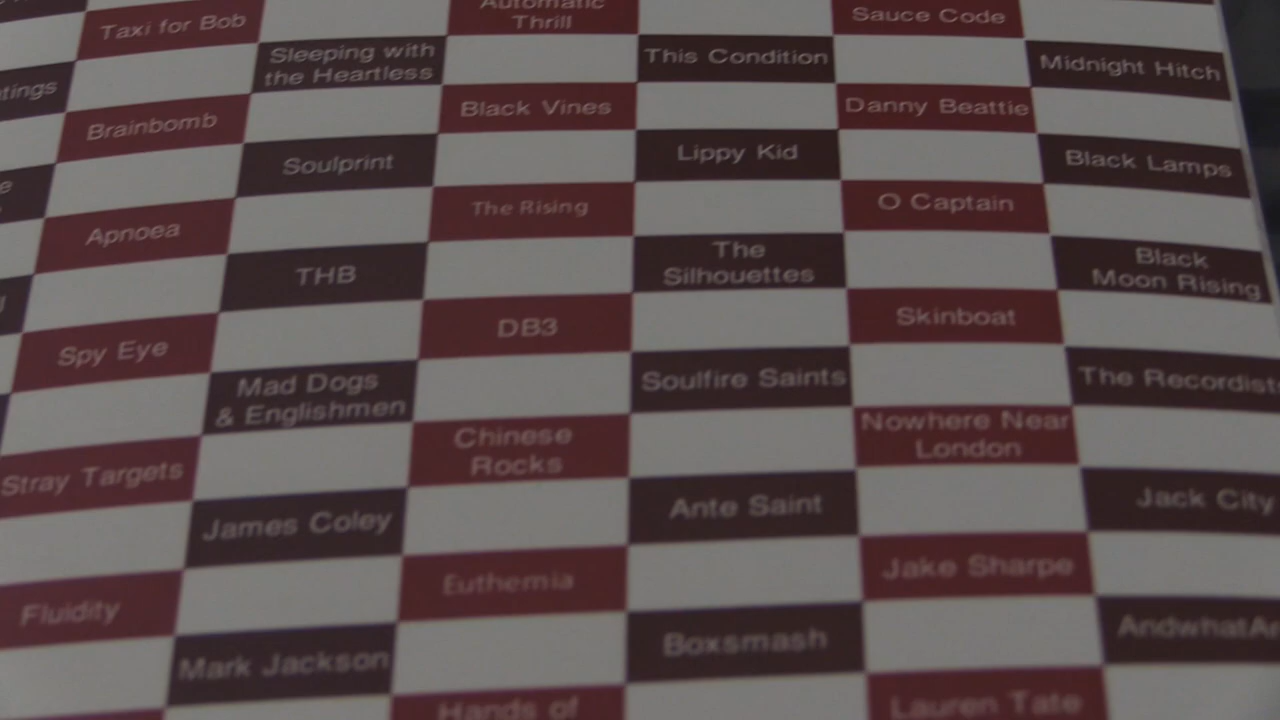 Taxi for Bob
Automatic
Thrill
Sauce Code
Sleeping with
the Heartless
This Condition
Midnight Hitch
Brainbomb
Black Vines
Danny Beattie
Soulprint
Lippy Kid
Black Lamps
Apnoea
The Rising
O Captain
THB
The
Silhouettes
Black
Moon Rising
Spy Eye
DB3
Skinboat
Mad Dogs
& Englishmen
Soulfire Saints
The Recordist
Stray Targets
Chinese
Rocks
Nowhere Near
London
James Coley
Ante Saint
Jack City
Fluidity
Euthemia
Jake Sharpe
Mark Jackson
Boxsmash
Hands of
Lauren Tate